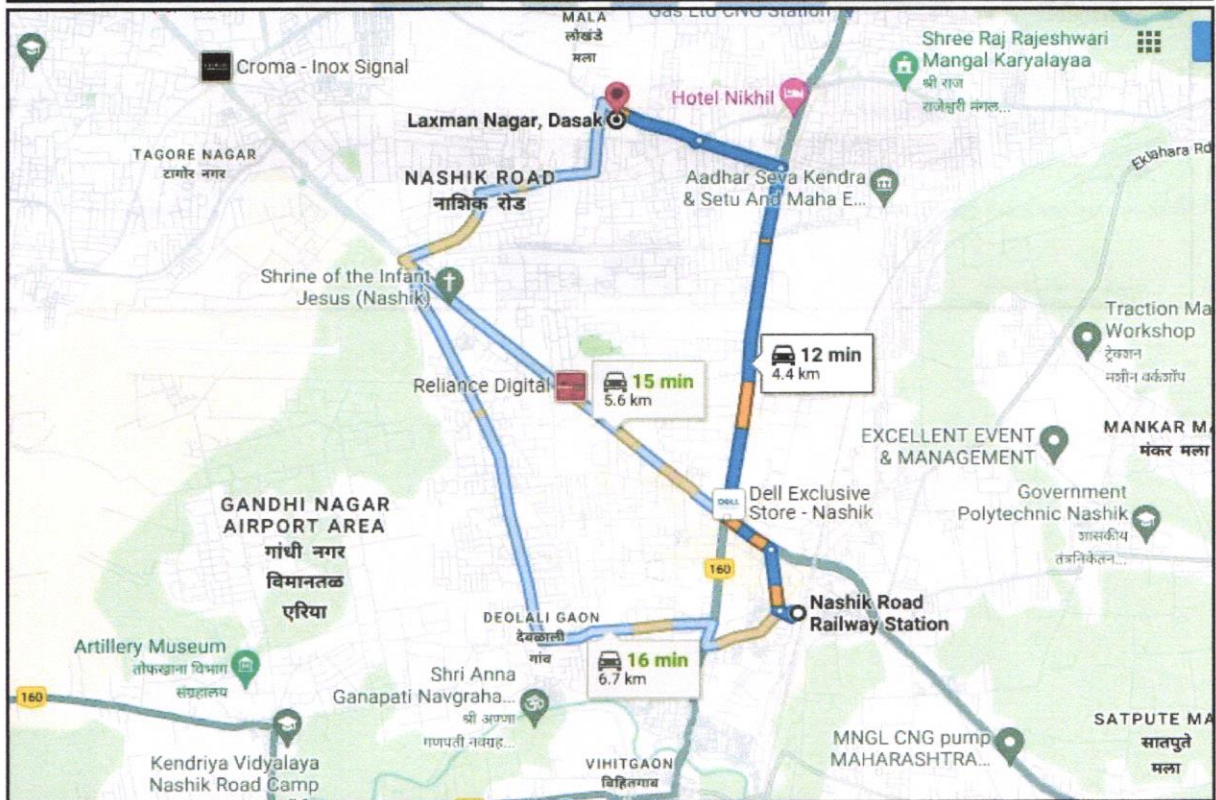 MALA
लोखंडे
मला
Gas Ltd CNG Station
Croma - Inox Signal
Shree Raj Rajeshwari
Mangal Karyalayaa
श्री राज
राजेश्वरी मंगल...
Hotel Nikhil
Laxman Nagar, Dasak
TAGORE NAGAR
टागोर नगर
NASHIK ROAD
नाशिक रोड
Aadhar Seva Kendra
& Setu And Maha E...
Eklahara Rd
Shrine of the Infant
Jesus (Nashik)
Traction Ma
Workshop
ट्रॅक्शन
मशीन वर्कशॉप
12 min
4.4 km
Reliance Digital
15 min
5.6 km
EXCELLENT EVENT
& MANAGEMENT
MANKAR MA
मंकर मला
DELL
Dell Exclusive
Store - Nashik
Government
Polytechnic Nashik
शासकीय
तंत्रनिकेतन...
GANDHI NAGAR
AIRPORT AREA
गांधी नगर
विमानतळ
एरिया
160
Nashik Road
Railway Station
DEOLALI GAON
देवळाली
गांव
16 min
6.7 km
Artillery Museum
तोफखाना विभाग
संग्रहालय
160
Shri Anna
Ganapati Navgraha...
श्री अण्णा
गणपती नवग्रह...
Kendriya Vidyalaya
Nashik Road Camp
VIHITGAON
विहितगाव
MNGL CNG pump
MAHARASHTRA...
SATPUTE MA
सातपुते
मला